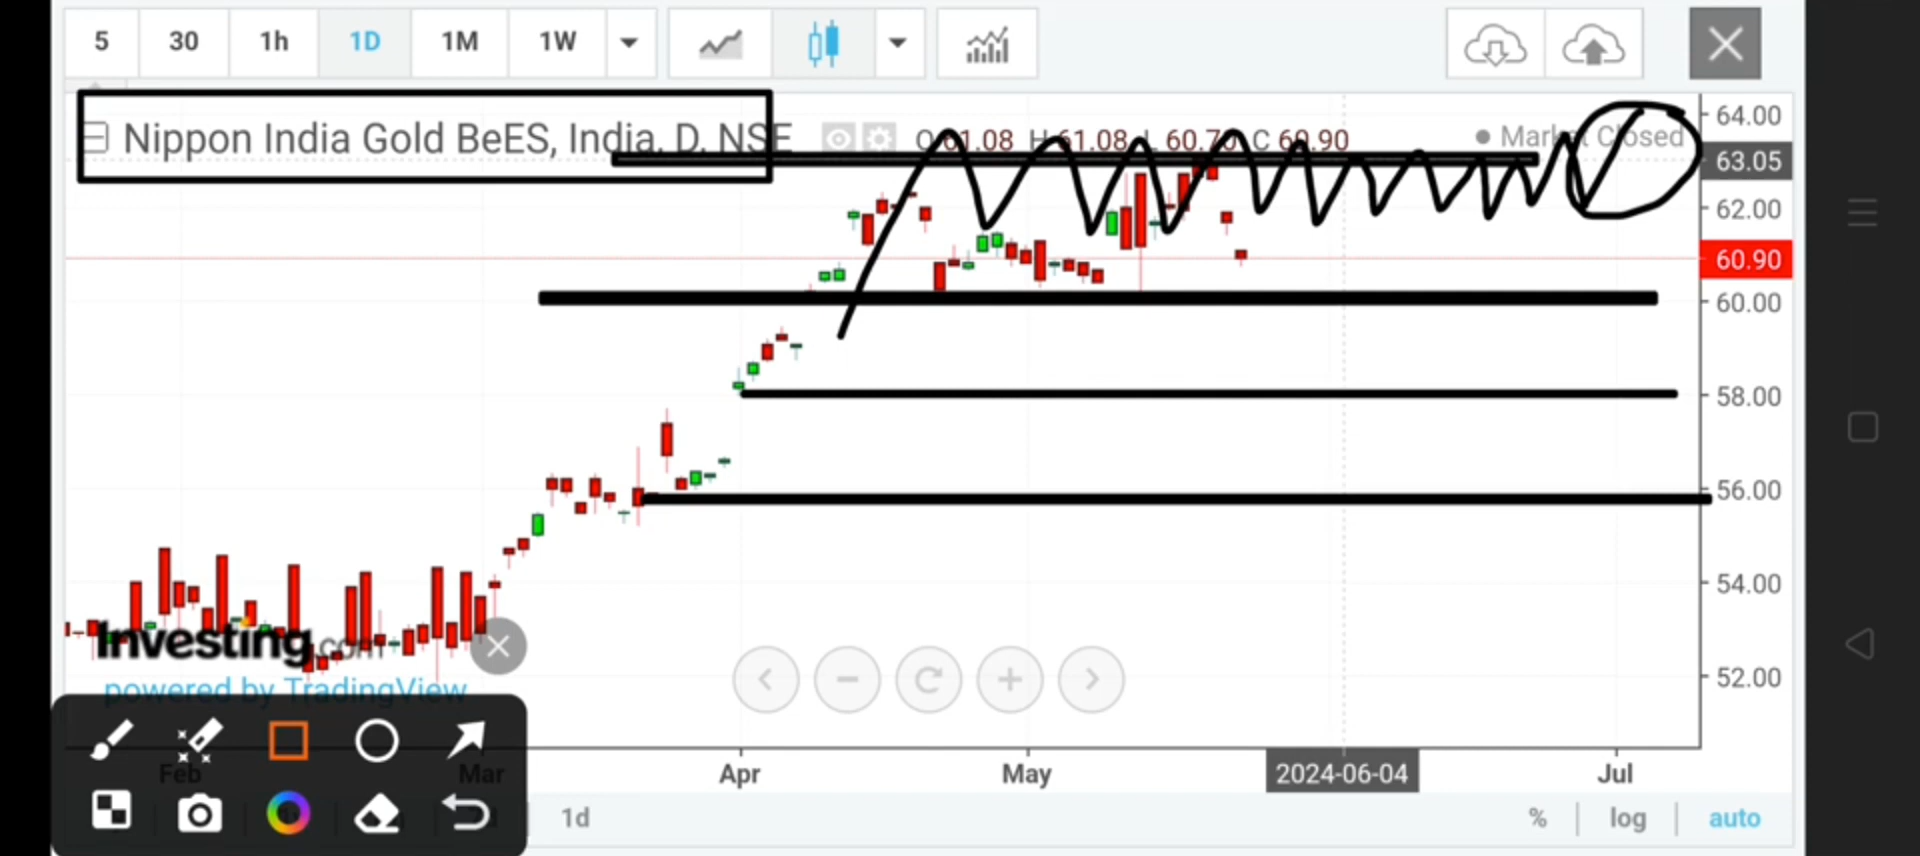 5 30 1h 1D 1M 1W
Nippon India Gold BeES, India, D, NSE O 61.08 H 61.08 L 60.70 C 60.90 Market Closed
64.00
63.05
62.00
60.90
60.00
58.00
56.00
54.00
52.00
Investing.com
powered by TradingView
Feb Mar Apr May 2024-06-04 Jul
1d % log auto